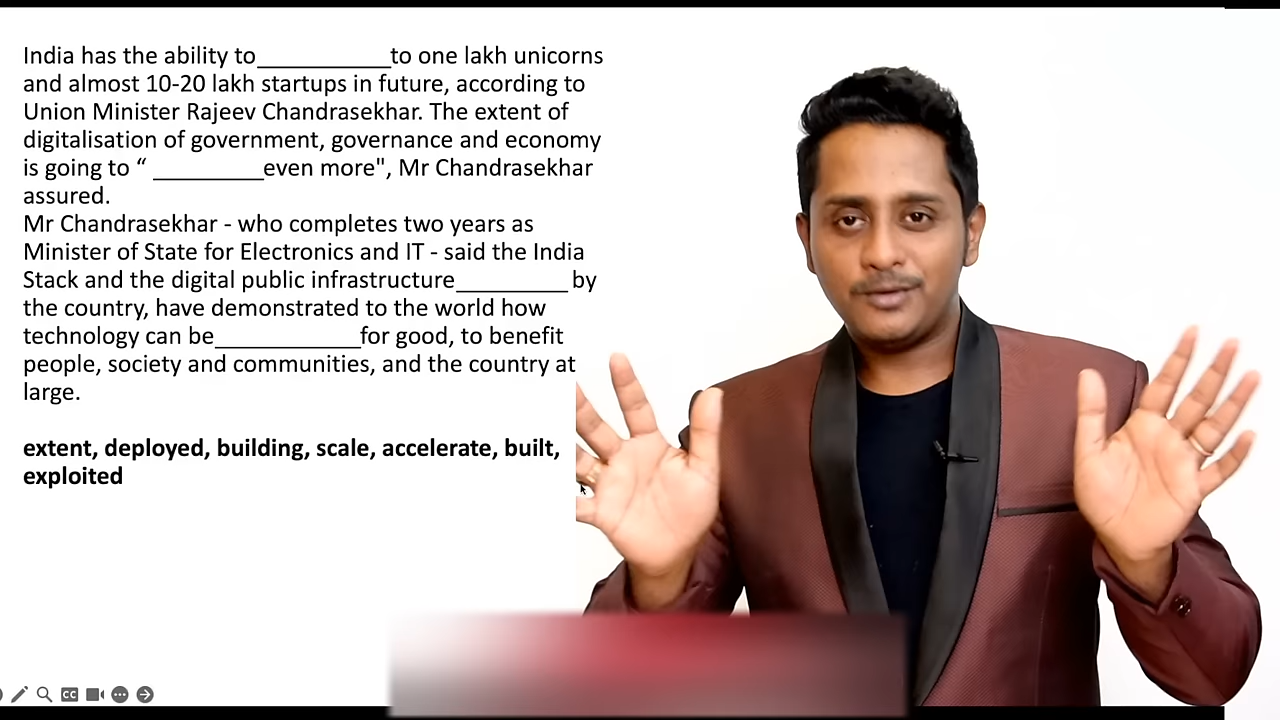 India has the ability to___________to one lakh unicorns
and almost 10-20 lakh startups in future, according to
Union Minister Rajeev Chandrasekhar. The extent of
digitalisation of government, governance and economy
is going to “ _________even more", Mr Chandrasekhar
assured.
Mr Chandrasekhar - who completes two years as
Minister of State for Electronics and IT - said the India
Stack and the digital public infrastructure_________ by
the country, have demonstrated to the world how
technology can be____________for good, to benefit
people, society and communities, and the country at
large.
extent, deployed, building, scale, accelerate, built,
exploited
CC